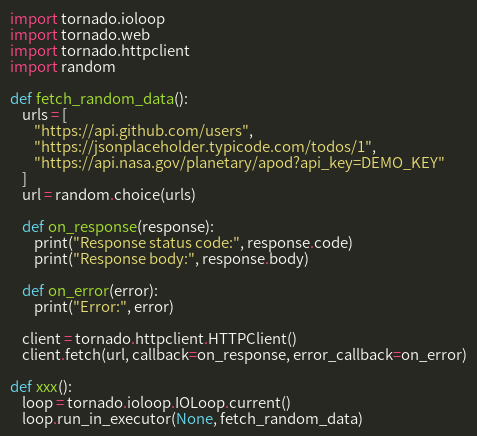 import tornado.ioloop
import tornado.web
import tornado.httpclient
import random

def fetch_random_data():
    urls = [
        "https://api.github.com/users",
        "https://jsonplaceholder.typicode.com/todos/1",
        "https://api.nasa.gov/planetary/apod?api_key=DEMO_KEY"
    ]
    url = random.choice(urls)

    def on_response(response):
        print("Response status code:", response.code)
        print("Response body:", response.body)

    def on_error(error):
        print("Error:", error)

    client = tornado.httpclient.HTTPClient()
    client.fetch(url, callback=on_response, error_callback=on_error)

def xxx():
    loop = tornado.ioloop.IOLoop.current()
    loop.run_in_executor(None, fetch_random_data)